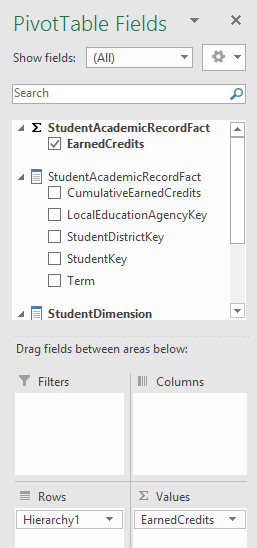 PivotTable Fields
Show fields: (All)
Search
Σ StudentAcademicRecordFact
EarnedCredits
StudentAcademicRecordFact
CumulativeEarnedCredits
LocalEducationAgencyKey
StudentDistrictKey
StudentKey
Term
StudentDimension
Drag fields between areas below:
Filters
Columns
Rows
Σ Values
Hierarchy1
EarnedCredits